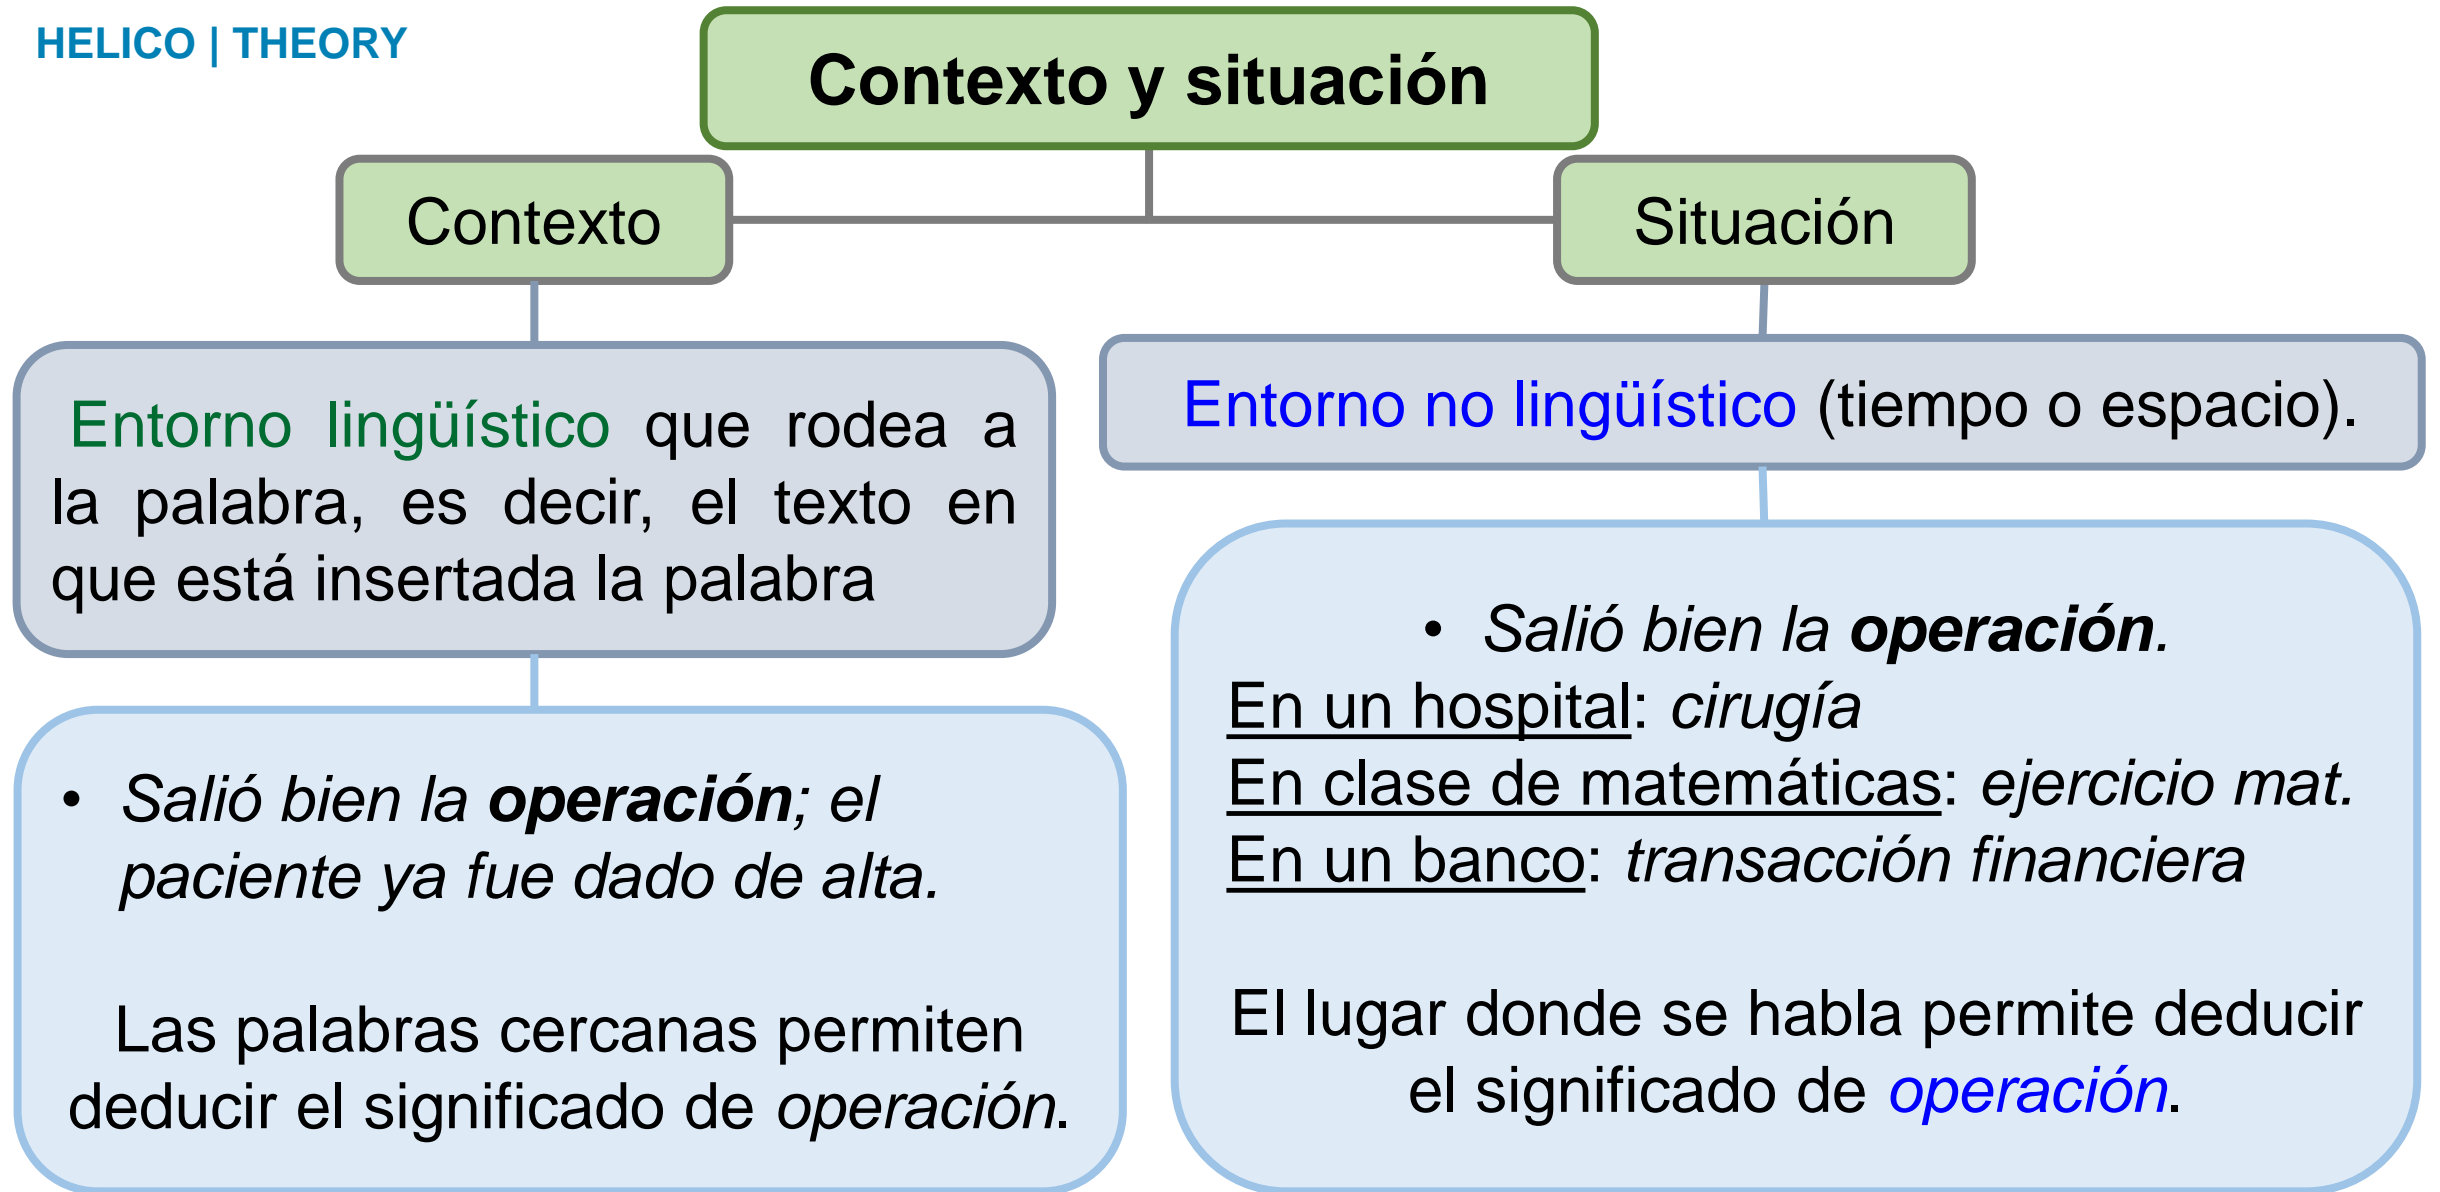 HELICO | THEORY
Contexto y situación
Contexto
Situación
Entorno lingüístico que rodea a
la palabra, es decir, el texto en
que está insertada la palabra
Entorno no lingüístico (tiempo o espacio).
• Salió bien la operación; el
paciente ya fue dado de alta.
Las palabras cercanas permiten
deducir el significado de operación.
• Salió bien la operación.
En un hospital: cirugía
En clase de matemáticas: ejercicio mat.
En un banco: transacción financiera
El lugar donde se habla permite deducir
el significado de operación.